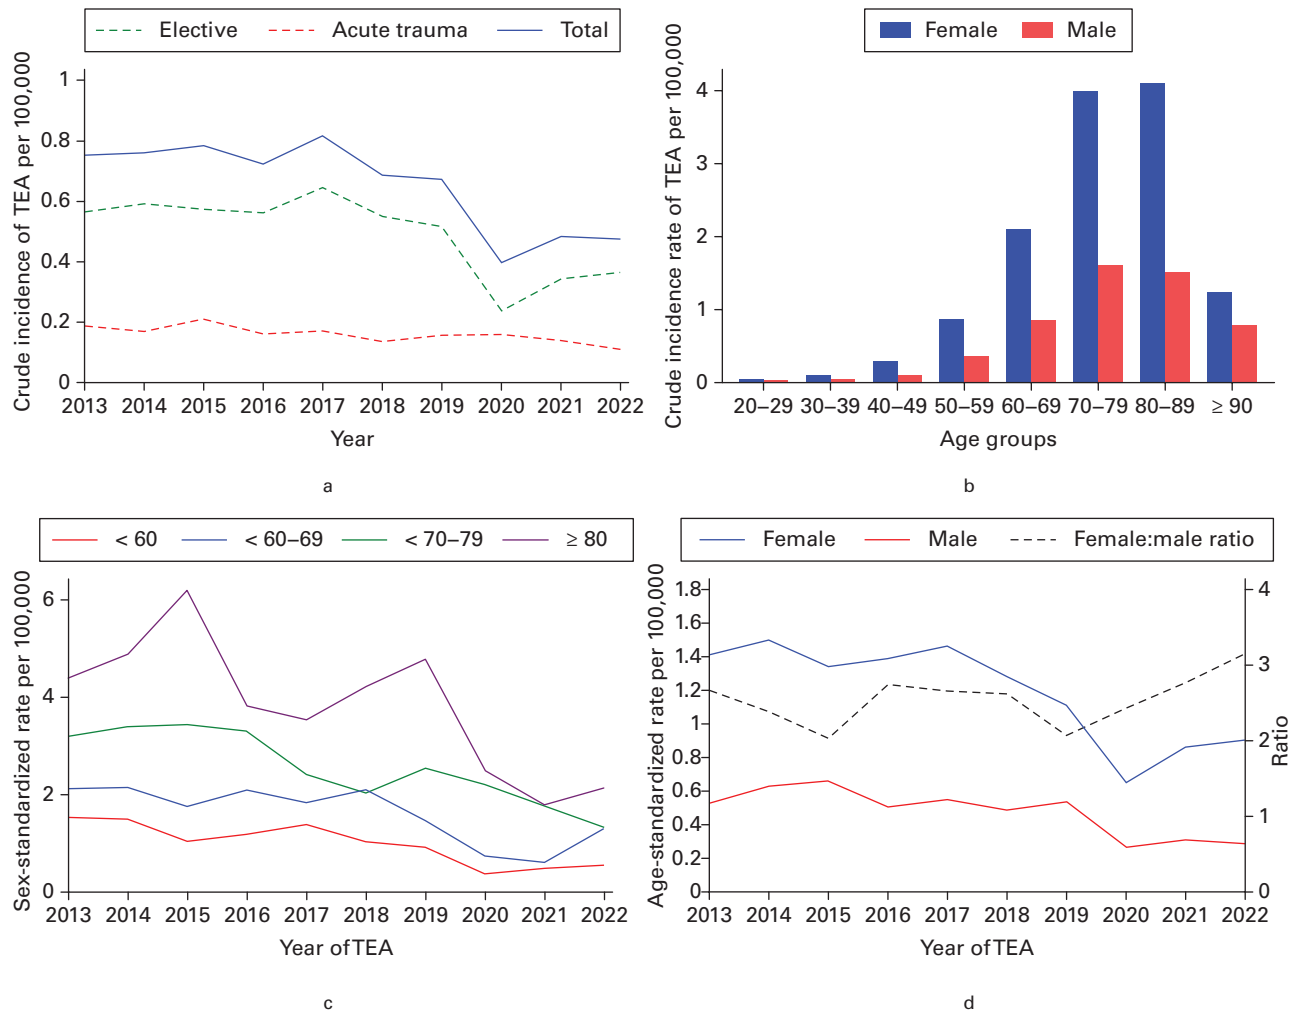 Elective Acute trauma Total
Crude incidence of TEA per 100,000
1
0.8
0.6
0.4
0.2
0
2013 2014 2015 2016 2017 2018 2019 2020 2021 2022
Year
a
Female Male
Crude incidence rate of TEA per 100,000
4
3
2
1
0
20–29 30–39 40–49 50–59 60–69 70–79 80–89 ≥ 90
Age groups
b
< 60 < 60–69 < 70–79 ≥ 80
Sex-standardized rate per 100,000
6
4
2
0
2013 2014 2015 2016 2017 2018 2019 2020 2021 2022
Year of TEA
c
Female Male Female:male ratio
Age-standardized rate per 100,000
1.8
1.6
1.4
1.2
1
0.8
0.6
0.4
0.2
0
4
3
2
1
0
Ratio
2013 2014 2015 2016 2017 2018 2019 2020 2021 2022
Year of TEA
d